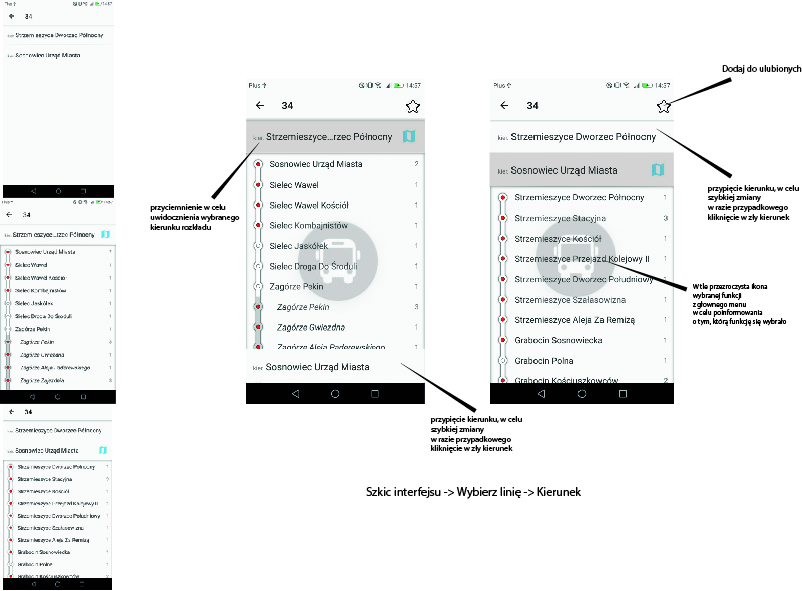 Plus 14:57
34
kier. Strzemieszyce Dworzec Północny
kier. Sosnowiec Urząd Miasta
14:57
34
kier. Strzemieszyce Dworzec Północny
Sosnowiec Urząd Miasta
Sielec Wawel 1
Sielec Wawel Kościół 1
Sielec Kombajnistów 1
Sielec Jaskółek 1
Sielec Droga Do Środuli 1
Zagórze Pekin 1
Zagórze Pekin 3
Zagórze Gwiezdna 1
Zagórze Aleja Paderewskiego 1
Zagórze
34
kier. Strzemieszyce Dworzec Północny
kier. Sosnowiec Urząd Miasta
Strzemieszyce Dworzec Północny 1
Strzemieszyce Stacyjna 3
Strzemieszyce Kościół 1
Strzemieszyce Przejazd Kolejowy II 1
Strzemieszyce Dworzec Południowy 1
Strzemieszyce Szałasowizna 1
Strzemieszyce Aleja Za Remizą 1
Grabocin Sosnowiecka 1
Grabocin Polna 1
Grabocin Kościuszkowców 2
przyciemnienie w celu
uwidocznienia wybranego
kierunku rozkładu
Plus 14:57
34
kier. Strzemieszyce...rzec Północny
Sosnowiec Urząd Miasta 2
Sielec Wawel 1
Sielec Wawel Kościół 1
Sielec Kombajnistów 1
Sielec Jaskółek 1
Sielec Droga Do Środuli 1
Zagórze Pekin 1
Zagórze Pekin 3
Zagórze Gwiezdna 1
Zagórze Aleja Paderewskiego 1
kier. Sosnowiec Urząd Miasta
przypięcie kierunku, w celu
szybkiej zmiany
w razie przypadkowego
kliknięcie w zły kierunek
Plus 14:57
34
kier. Strzemieszyce Dworzec Północny
kier. Sosnowiec Urząd Miasta
Strzemieszyce Dworzec Północny 1
Strzemieszyce Stacyjna 3
Strzemieszyce Kościół 1
Strzemieszyce Przejazd Kolejowy II 1
Strzemieszyce Dworzec Południowy 1
Strzemieszyce Szałasowizna 1
Strzemieszyce Aleja Za Remizą 1
Grabocin Sosnowiecka 1
Grabocin Polna 1
Grabocin Kościuszkowców 2
Dodaj do ulubionych
przypięcie kierunku, w celu
szybkiej zmiany
w razie przypadkowego
kliknięcie w zły kierunek
W tle przezroczysta ikona
wybranej funkcji
z głownego menu
w celu poinformowania
o tym, którą funkcję się wybrało
Szkic interfejsu -> Wybierz linię -> Kierunek